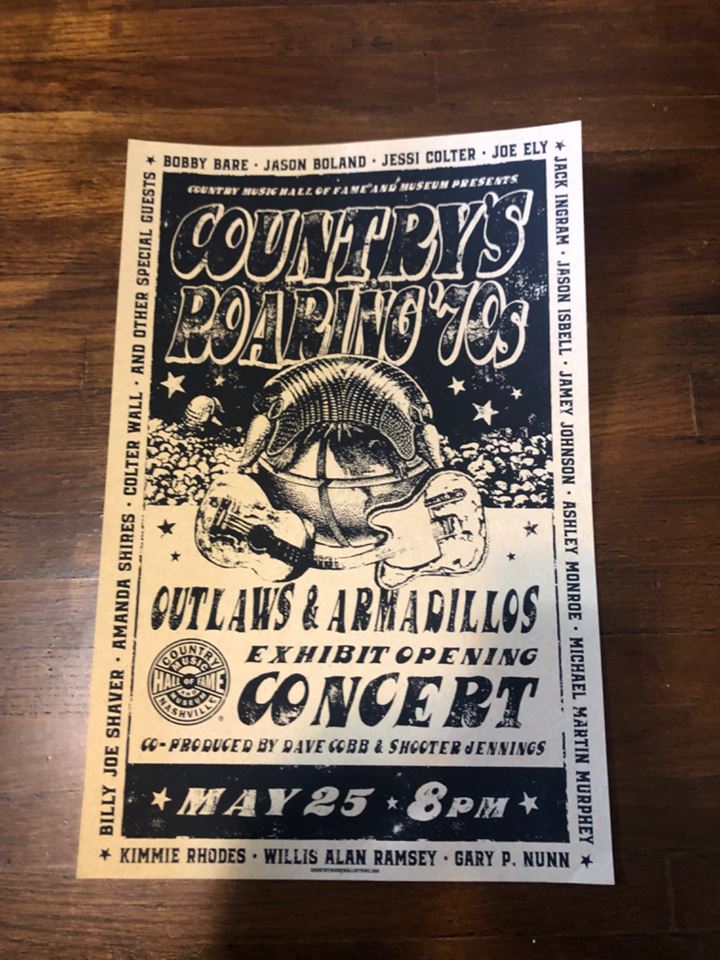 ★ BOBBY BARE · JASON BOLAND · JESSI COLTER · JOE ELY ★
JACK INGRAM · JASON ISBELL · JAMEY JOHNSON · ASHLEY MONROE · MICHAEL MARTIN MURPHEY
★ KIMMIE RHODES · WILLIS ALAN RAMSEY · GARY P. NUNN ★
BILLY JOE SHAVER · AMANDA SHIRES · COLTER WALL · AND OTHER SPECIAL GUESTS
COUNTRY MUSIC HALL OF FAME® AND MUSEUM PRESENTS
COUNTRY'S
ROARING '70s
OUTLAWS & ARMADILLOS
COUNTRY
MUSIC
HALL OF FAME
AND
MUSEUM
NASHVILLE
®
EXHIBIT OPENING
CONCERT
CO-PRODUCED BY DAVE COBB & SHOOTER JENNINGS
★ MAY 25 ★ 8PM ★